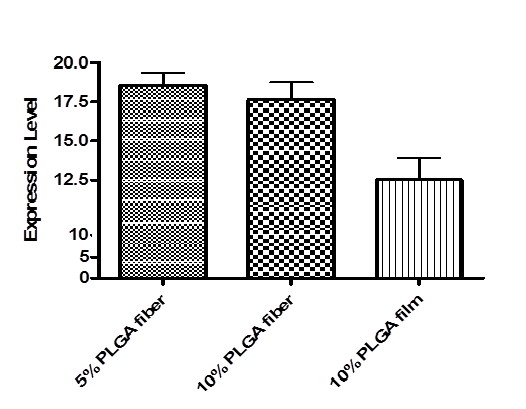 Expression Level
20.0
17.5
15.0
12.5
10
5
0
5% PLGA fiber
10% PLGA fiber
10% PLGA film